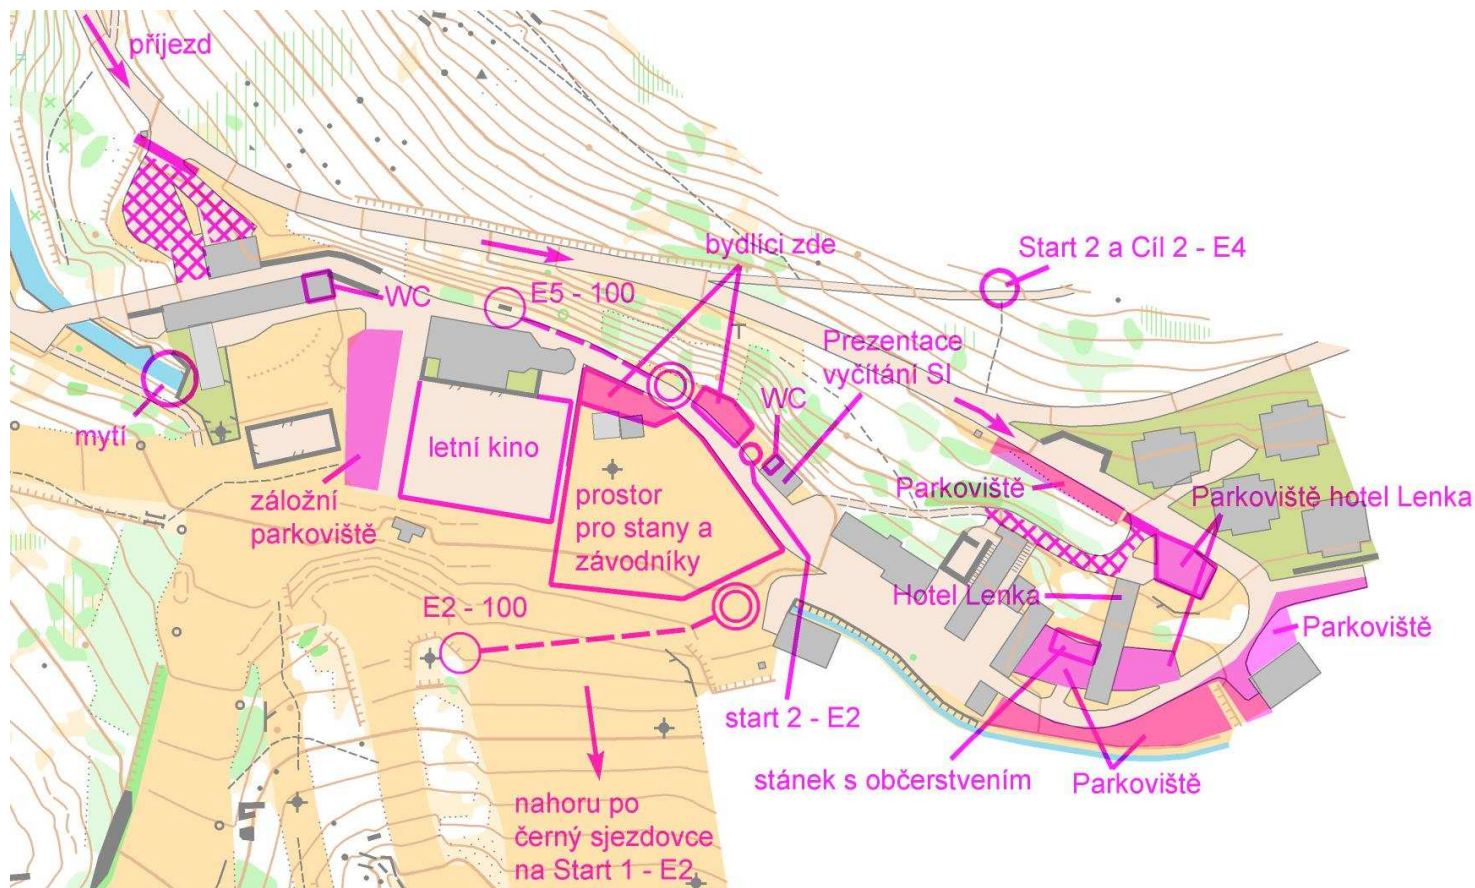 příjezd
bydlíci zde
Start 2 a Cíl 2 - E4
WC
E5 - 100
Prezentace
vyčítání SI
WC
mytí
letní kino
záložní
parkoviště
prostor
pro stany a
závodníky
Parkoviště
Parkoviště hotel Lenka
E2 - 100
Hotel Lenka
Parkoviště
start 2 - E2
stánek s občerstvením
Parkoviště
nahoru po
černý sjezdovce
na Start 1 - E2